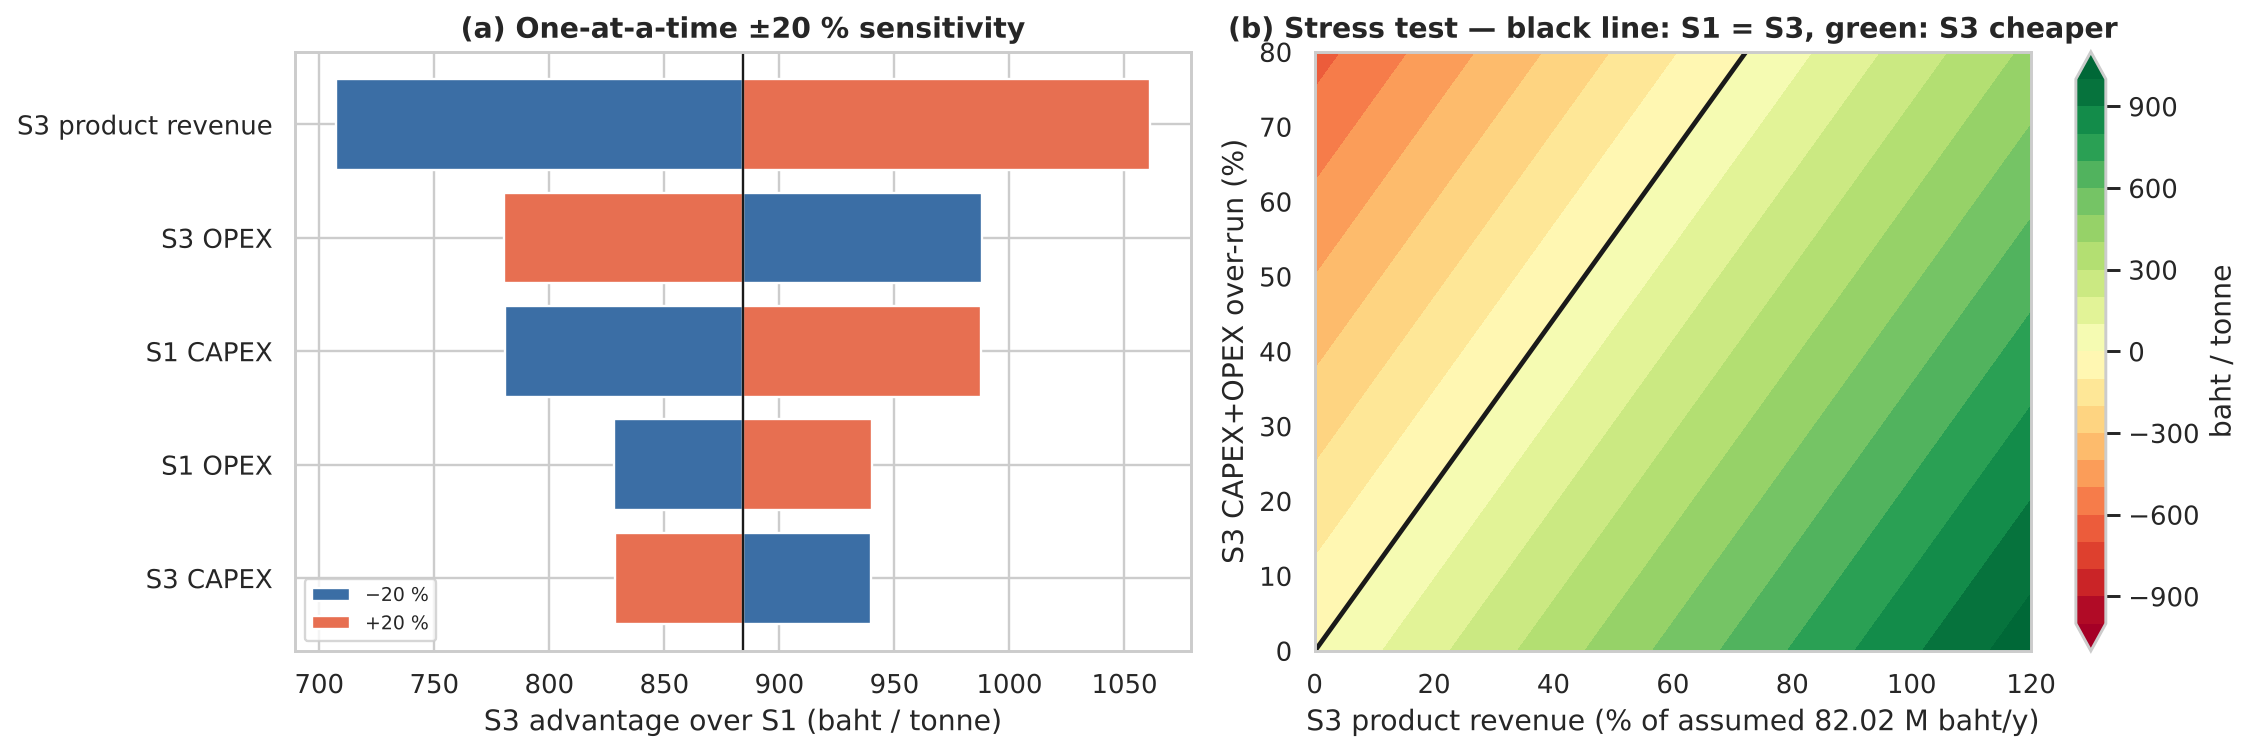 (a) One-at-a-time ±20 % sensitivity
S3 product revenue
S3 OPEX
S1 CAPEX
S1 OPEX
S3 CAPEX
−20 %
+20 %
700 750 800 850 900 950 1000 1050
S3 advantage over S1 (baht / tonne)
(b) Stress test — black line: S1 = S3, green: S3 cheaper
S3 CAPEX+OPEX over-run (%)
80
70
60
50
40
30
20
10
0
0 20 40 60 80 100 120
S3 product revenue (% of assumed 82.02 M baht/y)
900
600
300
0
−300
−600
−900
baht / tonne